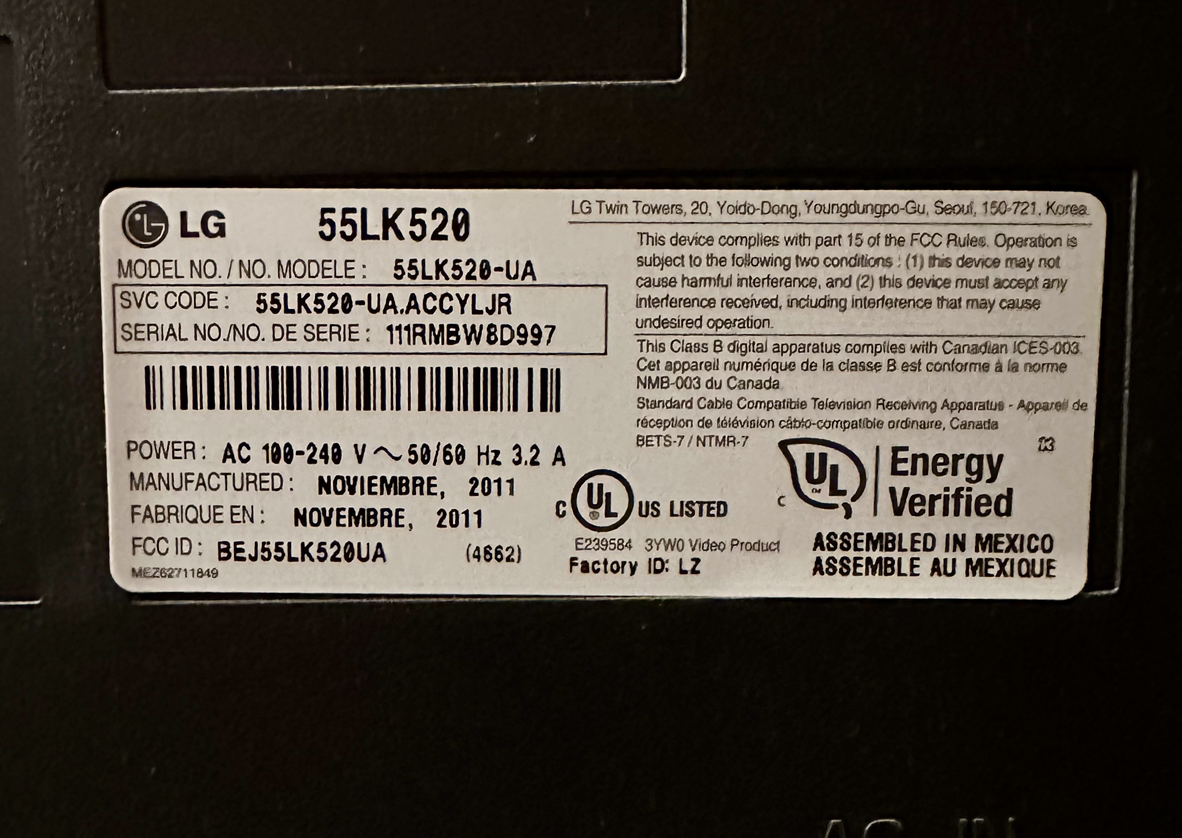 LG 55LK520
MODEL NO. / NO. MODELE : 55LK520-UA
SVC CODE : 55LK520-UA.ACCYLJR
SERIAL NO./NO. DE SERIE : 111RMBW8D997
POWER : AC 100-240 V ~ 50/60 Hz 3.2 A
MANUFACTURED : NOVIEMBRE, 2011
FABRIQUE EN : NOVEMBRE, 2011
FCC ID : BEJ55LK520UA (4662)
MEZ62711849
LG Twin Towers, 20, Yoido-Dong, Youngdungpo-Gu, Seoul, 150-721, Korea.
This device complies with part 15 of the FCC Rules. Operation is
subject to the following two conditions : (1) this device may not
cause harmful interference, and (2) this device must accept any
interference received, including interference that may cause
undesired operation.
This Class B digital apparatus complies with Canadian ICES-003.
Cet appareil numérique de la classe B est conforme à la norme
NMB-003 du Canada.
Standard Cable Compatible Television Receiving Apparatus - Appareil de
réception de télévision câblo-compatible ordinaire, Canada
BETS-7 / NTMR-7
C UL ® US LISTED
E239584 3YW0 Video Product
Factory ID: LZ
C UL Energy
Verified
ASSEMBLED IN MEXICO
ASSEMBLE AU MEXIQUE